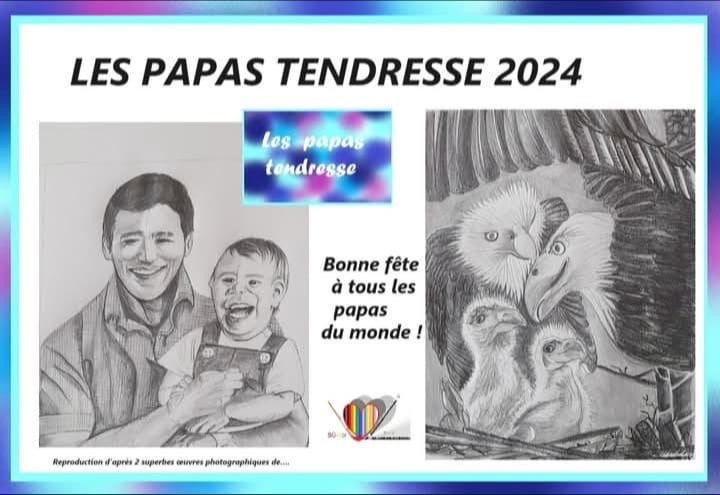 LES PAPAS TENDRESSE 2024
Les papas
tendresse
Bonne fête
à tous les
papas
du monde !
Reproduction d'après 2 superbes œuvres photographiques de....